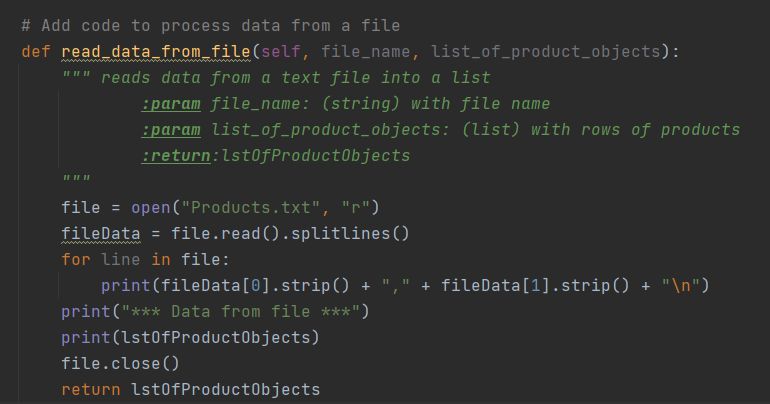 # Add code to process data from a file
def read_data_from_file(self, file_name, list_of_product_objects):
    """ reads data from a text file into a list
            :param file_name: (string) with file name
            :param list_of_product_objects: (list) with rows of products
            :return:lstOfProductObjects
    """
    file = open("Products.txt", "r")
    fileData = file.read().splitlines()
    for line in file:
        print(fileData[0].strip() + "," + fileData[1].strip() + "\n")
    print("*** Data from file ***")
    print(lstOfProductObjects)
    file.close()
    return lstOfProductObjects